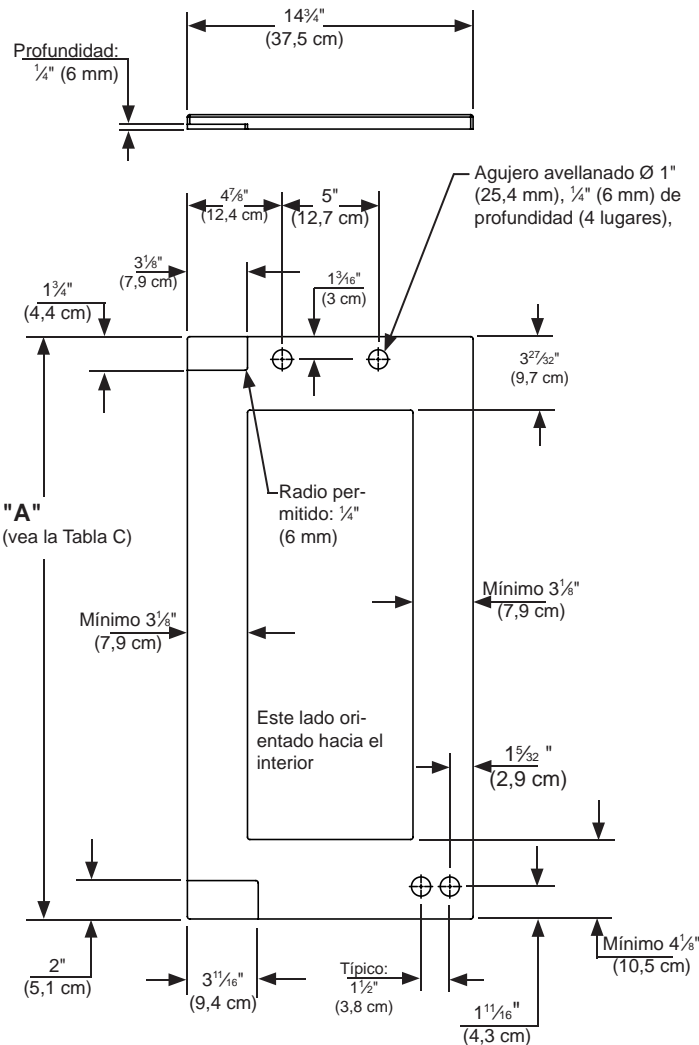 14¾"
(37,5 cm)
Profundidad:
¼" (6 mm)
Agujero avellanado Ø 1"
(25,4 mm), ¼" (6 mm) de
profundidad (4 lugares),
4⅞"
(12,4 cm)
5"
(12,7 cm)
3⅛"
(7,9 cm)
1³⁄₁₆"
(3 cm)
1¾"
(4,4 cm)
3²⁷⁄₃₂"
(9,7 cm)
Radio per-
mitido: ¼"
(6 mm)
"A"
(vea la Tabla C)
Mínimo 3⅛"
(7,9 cm)
Mínimo 3⅛"
(7,9 cm)
Este lado ori-
entado hacia el
interior
1⁵⁄₃₂ "
(2,9 cm)
2"
(5,1 cm)
3¹¹⁄₁₆"
(9,4 cm)
Típico:
1½"
(3,8 cm)
1¹¹⁄₁₆"
(4,3 cm)
Mínimo 4⅛"
(10,5 cm)